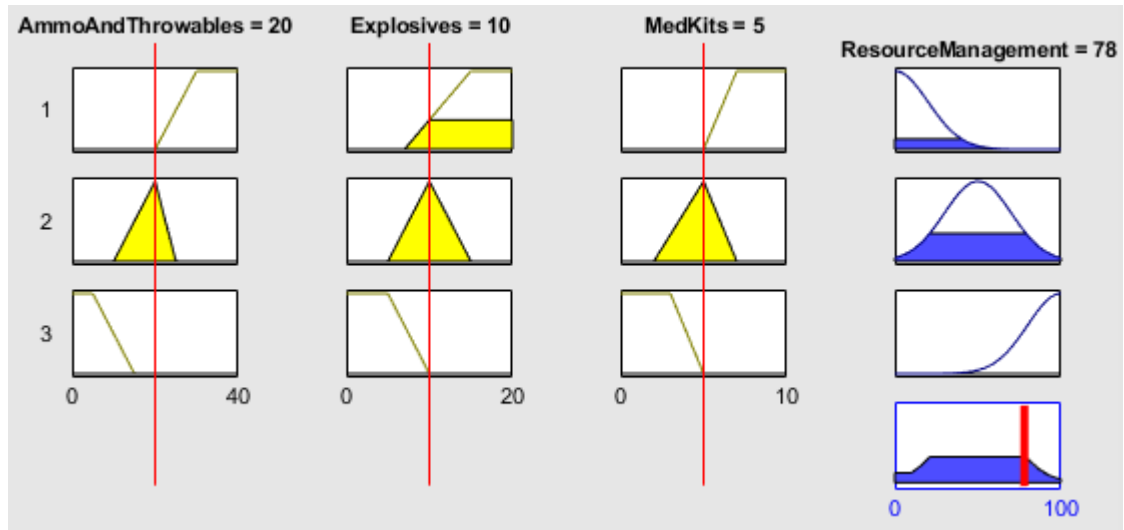 AmmoAndThrowables = 20
Explosives = 10
MedKits = 5
ResourceManagement = 78
1
2
3
0
40
0
20
0
10
0
100